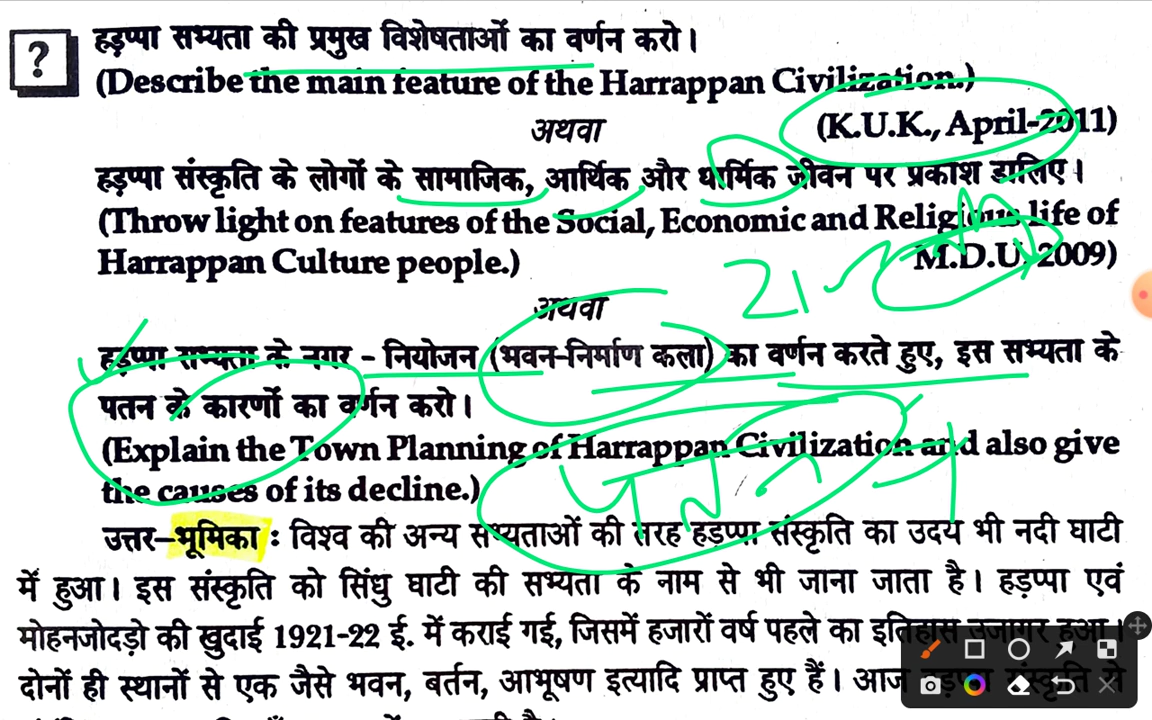 ?
हड़प्पा सभ्यता की प्रमुख विशेषताओं का वर्णन करो।
(Describe the main feature of the Harrappan Civilization.)
(K.U.K., April-2011)
अथवा
हड़प्पा संस्कृति के लोगों के सामाजिक, आर्थिक और धार्मिक जीवन पर प्रकाश डालिए।
(Throw light on features of the Social, Economic and Religious life of
Harrappan Culture people.)
M.D.U. 2009)
अथवा
हड़प्पा सभ्यता के नगर - नियोजन (भवन-निर्माण कला) का वर्णन करते हुए, इस सभ्यता के
पतन के कारणों का वर्णन करो।
(Explain the Town Planning of Harrappan Civilization and also give
the causes of its decline.)
पतन
उत्तर–भूमिका : विश्व की अन्य सभ्यताओं की तरह हड़प्पा संस्कृति का उदय भी नदी घाटी
में हुआ। इस संस्कृति को सिंधु घाटी की सभ्यता के नाम से भी जाना जाता है। हड़प्पा एवं
मोहनजोदड़ो की खुदाई 1921-22 ई. में कराई गई, जिसमें हजारों वर्ष पहले का इतिहास उजागर हुआ।
दोनों ही स्थानों से एक जैसे भवन, बर्तन, आभूषण इत्यादि प्राप्त हुए हैं। आज